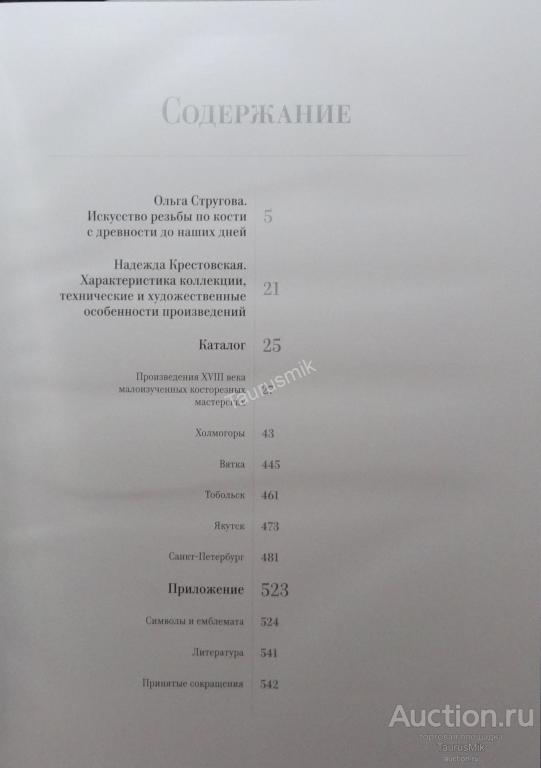 Содержание
Ольга Стругова.
Искусство резьбы по кости
с древности до наших дней
5
Надежда Крестовская.
Характеристика коллекции,
технические и художественные
особенности произведений
21
Каталог 25
Произведения XVIII века
малоизученных косторезных
мастерских
27
Холмогоры 43
Вятка 445
Тобольск 461
Якутск 473
Санкт-Петербург 481
Приложение 523
Символы и емблемата 524
Литература 541
Принятые сокращения 542
Taurusmik
Auction.ru
торговая площадка
TaurusMik
auction.ru